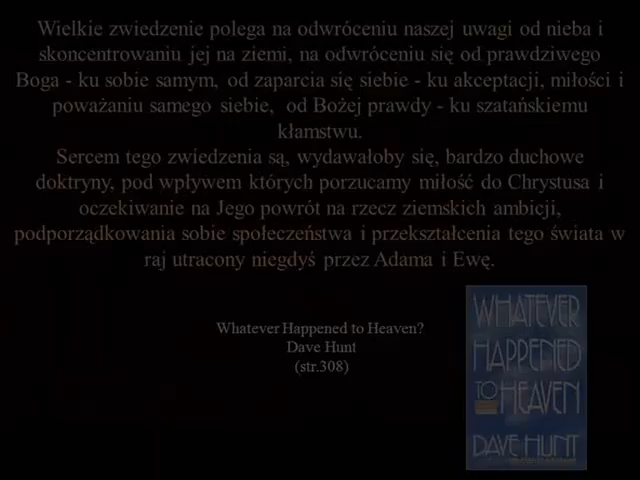 Wielkie zwiedzenie polega na odwróceniu naszej uwagi od nieba i
skoncentrowaniu jej na ziemi, na odwróceniu się od prawdziwego
Boga - ku sobie samym, od zaparcia się siebie - ku akceptacji, miłości i
poważaniu samego siebie, od Bożej prawdy - ku szatańskiemu
kłamstwu.
Sercem tego zwiedzenia są, wydawałoby się, bardzo duchowe
doktryny, pod wpływem których porzucamy miłość do Chrystusa i
oczekiwanie na Jego powrót na rzecz ziemskich ambicji,
podporządkowania sobie społeczeństwa i przekształcenia tego świata w
raj utracony niegdyś przez Adama i Ewę.
Whatever Happened to Heaven?
Dave Hunt
(str.308)
WHATEVER
HAPPENED
TO HEAVEN
DAVE HUNT